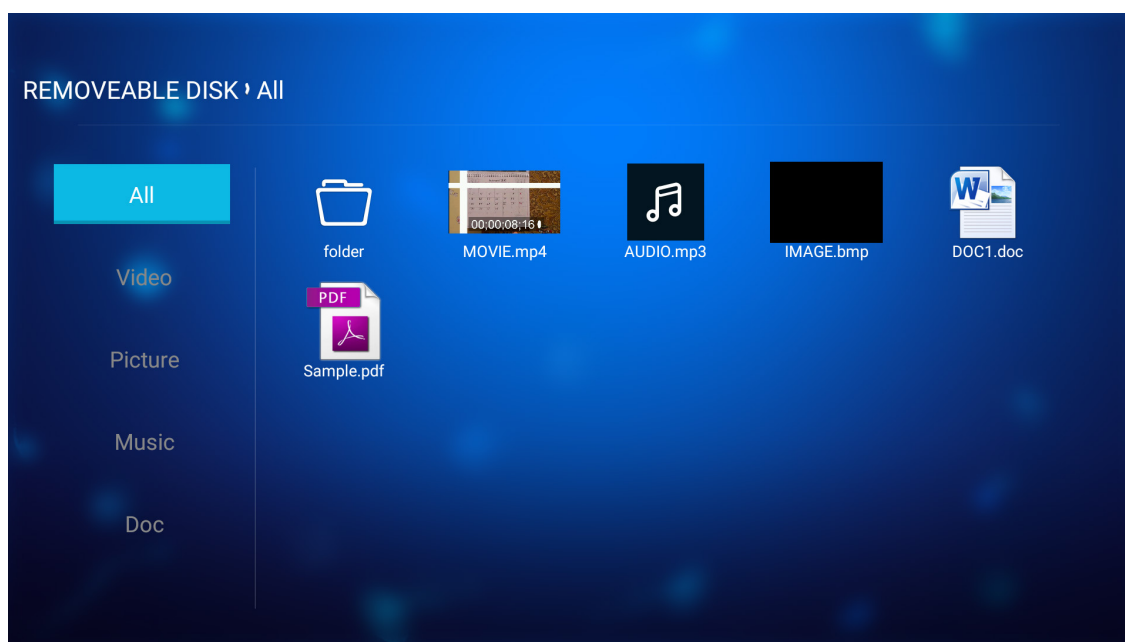 REMOVEABLE DISK All
All
Video
Picture
Music
Doc
folder
00;00;08;16
MOVIE.mp4
AUDIO.mp3
IMAGE.bmp
W
DOC1.doc
PDF
Sample.pdf